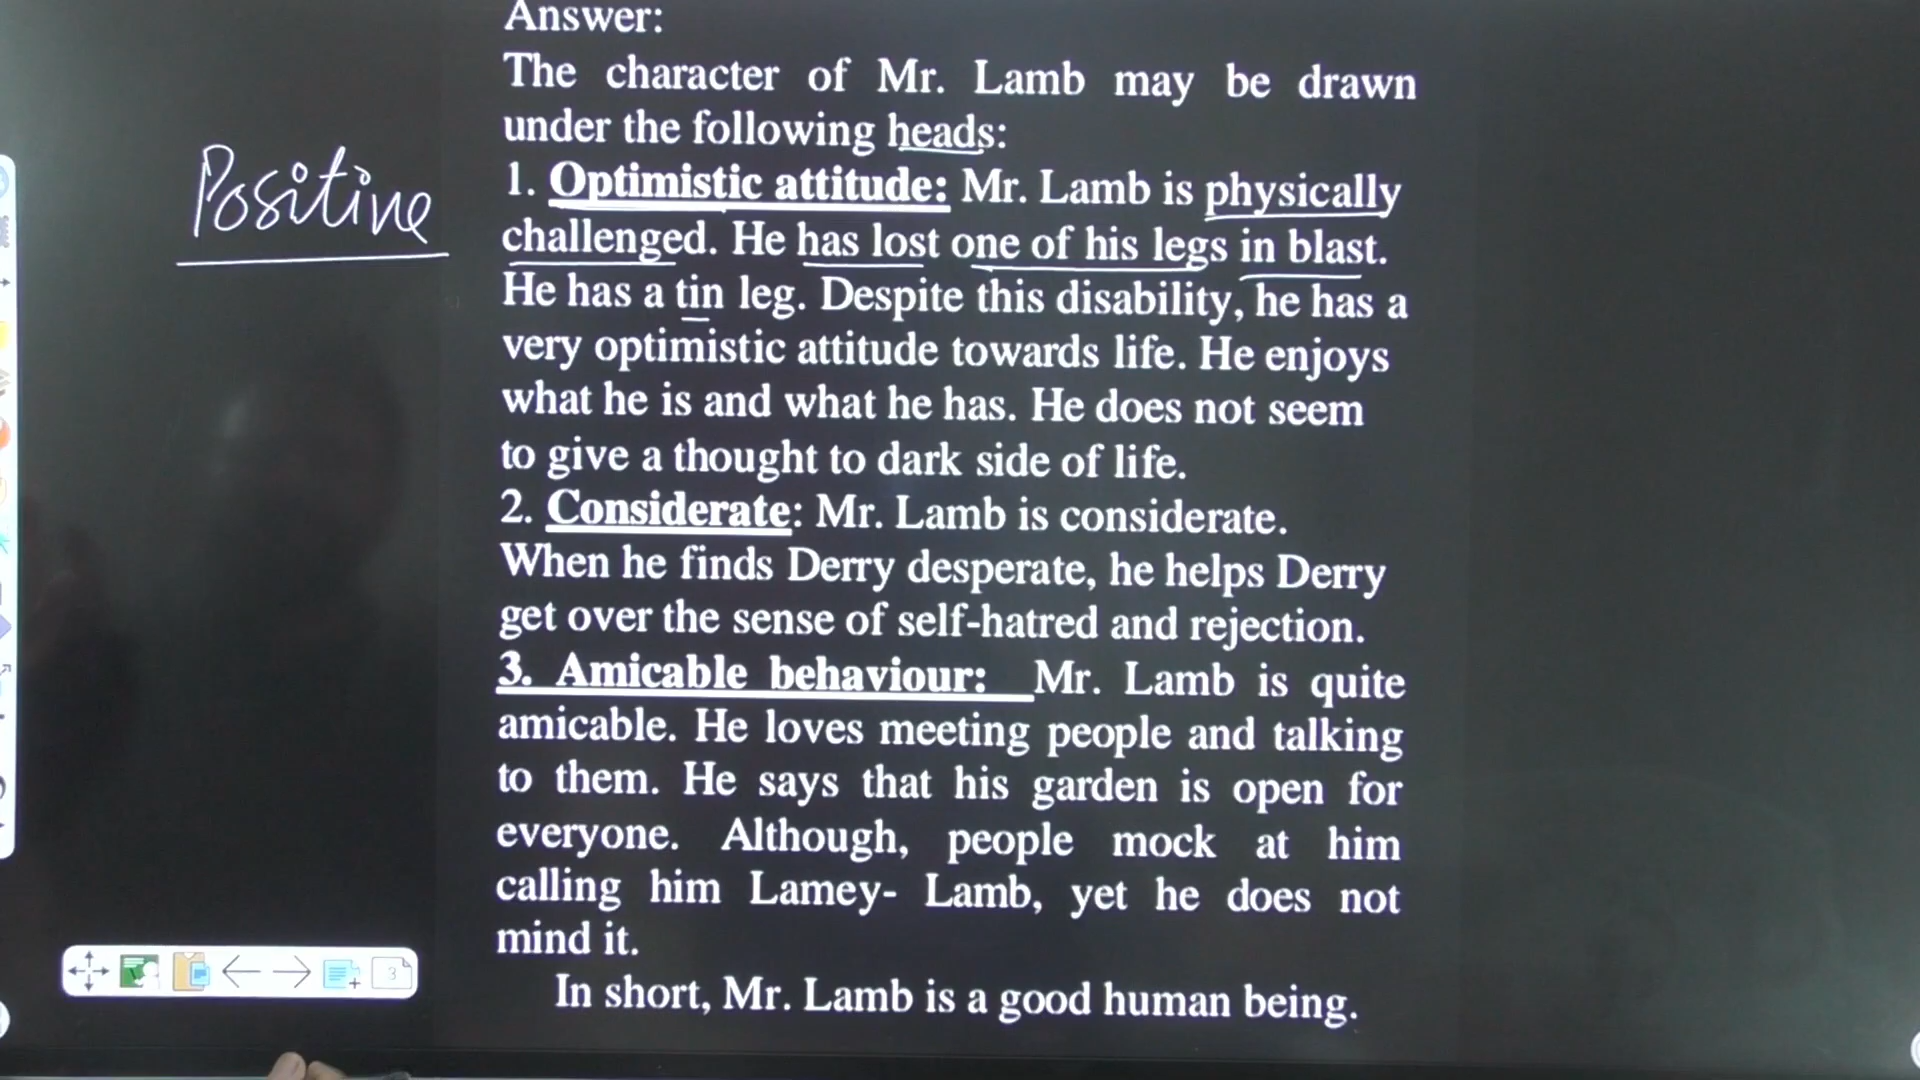 Answer:
The character of Mr. Lamb may be drawn
under the following heads:
Positive
1. Optimistic attitude: Mr. Lamb is physically
challenged. He has lost one of his legs in blast.
He has a tin leg. Despite this disability, he has a
very optimistic attitude towards life. He enjoys
what he is and what he has. He does not seem
to give a thought to dark side of life.
2. Considerate: Mr. Lamb is considerate.
When he finds Derry desperate, he helps Derry
get over the sense of self-hatred and rejection.
3. Amicable behaviour: Mr. Lamb is quite
amicable. He loves meeting people and talking
to them. He says that his garden is open for
everyone. Although, people mock at him
calling him Lamey- Lamb, yet he does not
mind it.
In short, Mr. Lamb is a good human being.
3